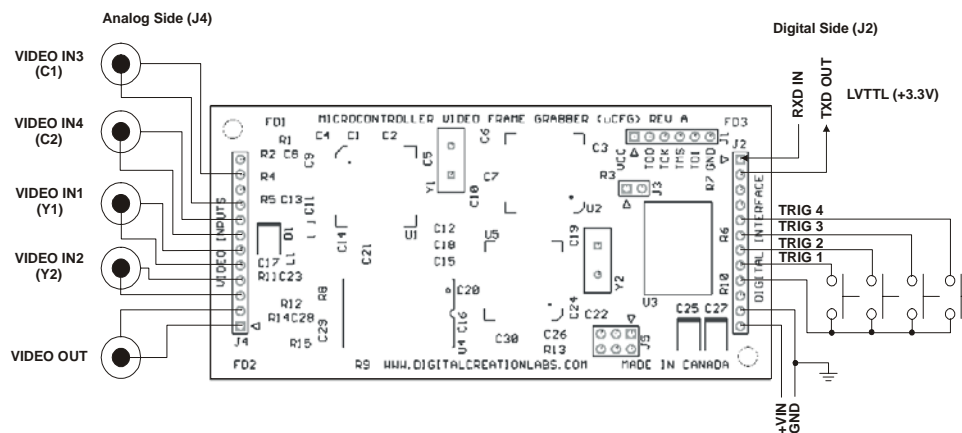 Analog Side (J4)
Digital Side (J2)
VIDEO IN3
(C1)
VIDEO IN4
(C2)
VIDEO IN1
(Y1)
VIDEO IN2
(Y2)
VIDEO OUT
RXD IN
TXD OUT
LVTTL (+3.3V)
TRIG 4
TRIG 3
TRIG 2
TRIG 1
+VIN
GND
FD1
MICROCONTROLLER VIDEO FRAME GRABBER (uCFG) REV A
FD3
R1
C4
C1
C2
C6
C3
J1
J2
R2
C8
C9
C5
VCC
TDO
TCK
TMS
TDI
GND
R4
Y1
C10
C7
R3
J3
R7
R5
C13
C11
U1
U2
VIDEO INPUTS
D1
L1
C14
C21
C12
C18
C15
U5
C19
Y2
R6
DIGITAL INTERFACE
C17
R11
C23
R8
C20
U3
R10
R12
R14
C28
C29
C16
U4
C24
C22
C25
C27
R15
C30
C26
R13
J5
J4
FD2
R9
WWW.DIGITALCREATIONLABS.COM
MADE IN CANADA